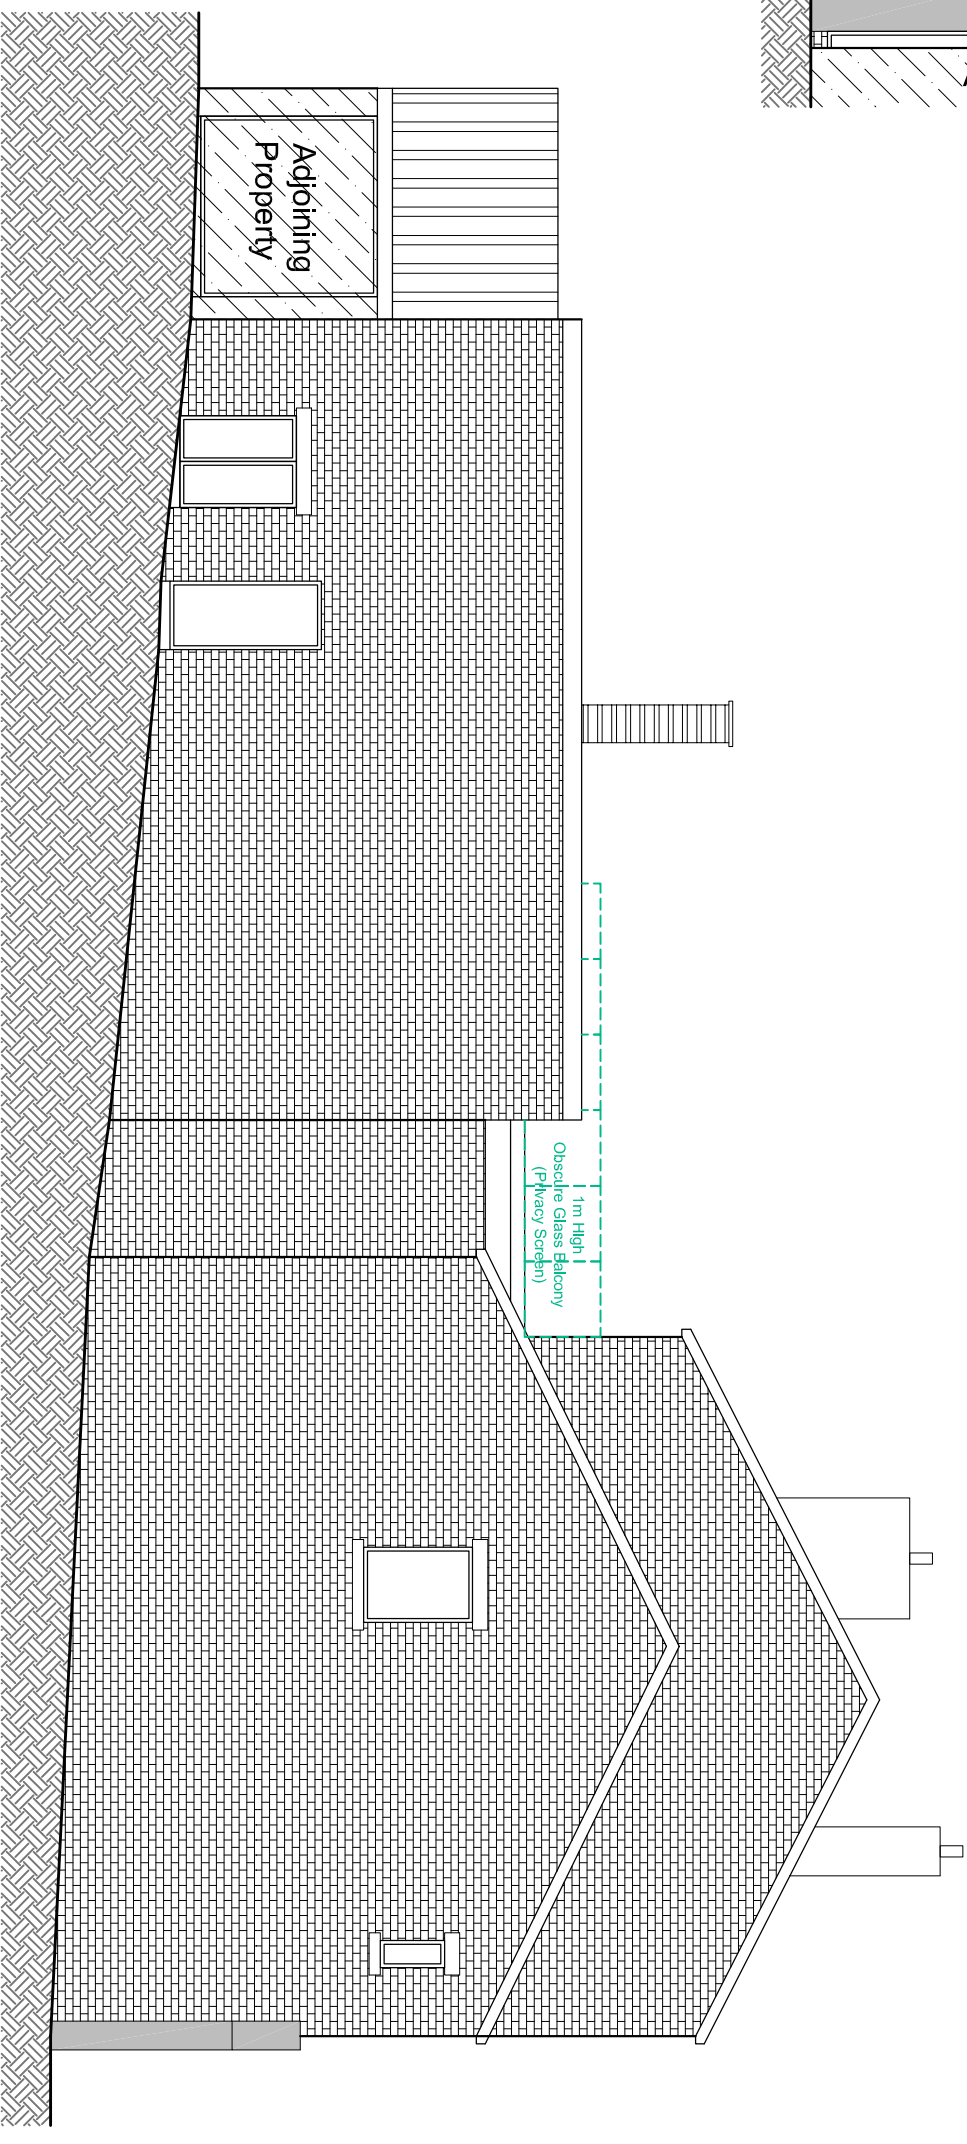 Adjoining
Property
1m High
Obscure Glass Balcony
(Privacy Screen)